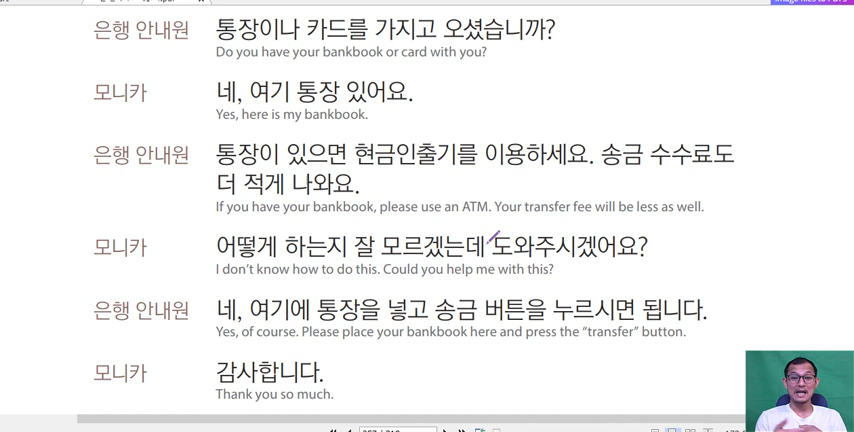 은행 안내원 통장이나 카드를 가지고 오셨습니까?
Do you have your bankbook or card with you?
모니카 네, 여기 통장 있어요.
Yes, here is my bankbook.
은행 안내원 통장이 있으면 현금인출기를 이용하세요. 송금 수수료도
더 적게 나와요.
If you have your bankbook, please use an ATM. Your transfer fee will be less as well.
모니카 어떻게 하는지 잘 모르겠는데 도와주시겠어요?
I don't know how to do this. Could you help me with this?
은행 안내원 네, 여기에 통장을 넣고 송금 버튼을 누르시면 됩니다.
Yes, of course. Please place your bankbook here and press the “transfer” button.
모니카 감사합니다.
Thank you so much.